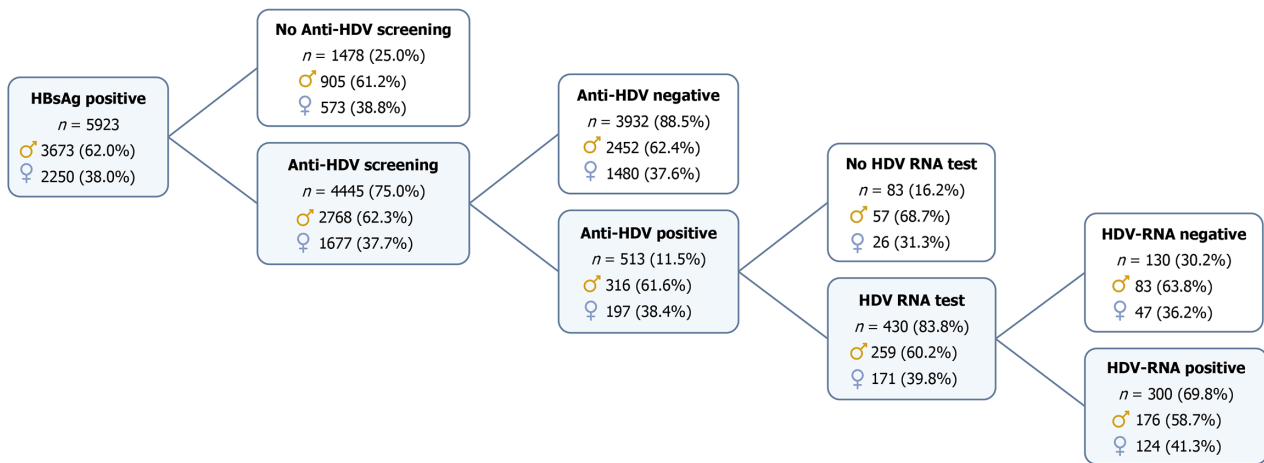 HBsAg positive
n = 5923
♂ 3673 (62.0%)
♀ 2250 (38.0%)
No Anti-HDV screening
n = 1478 (25.0%)
♂ 905 (61.2%)
♀ 573 (38.8%)
Anti-HDV screening
n = 4445 (75.0%)
♂ 2768 (62.3%)
♀ 1677 (37.7%)
Anti-HDV negative
n = 3932 (88.5%)
♂ 2452 (62.4%)
♀ 1480 (37.6%)
Anti-HDV positive
n = 513 (11.5%)
♂ 316 (61.6%)
♀ 197 (38.4%)
No HDV RNA test
n = 83 (16.2%)
♂ 57 (68.7%)
♀ 26 (31.3%)
HDV RNA test
n = 430 (83.8%)
♂ 259 (60.2%)
♀ 171 (39.8%)
HDV-RNA negative
n = 130 (30.2%)
♂ 83 (63.8%)
♀ 47 (36.2%)
HDV-RNA positive
n = 300 (69.8%)
♂ 176 (58.7%)
♀ 124 (41.3%)